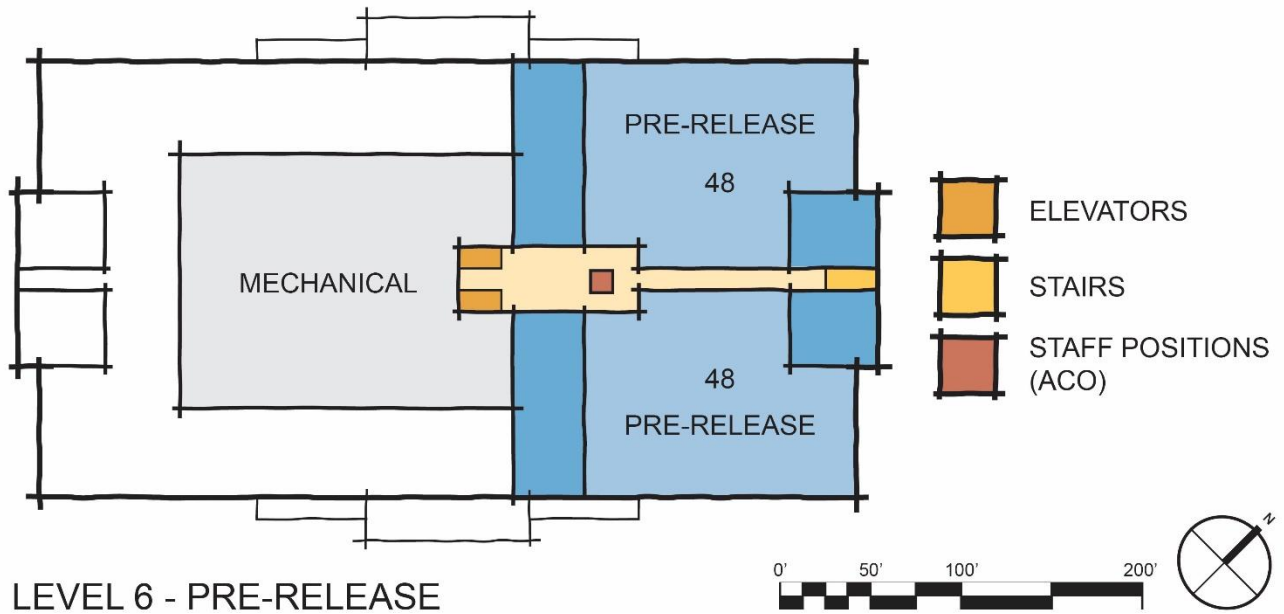 PRE-RELEASE
48
MECHANICAL
48
PRE-RELEASE
ELEVATORS
STAIRS
STAFF POSITIONS
(ACO)
LEVEL 6 - PRE-RELEASE
0' 50' 100' 200'
N